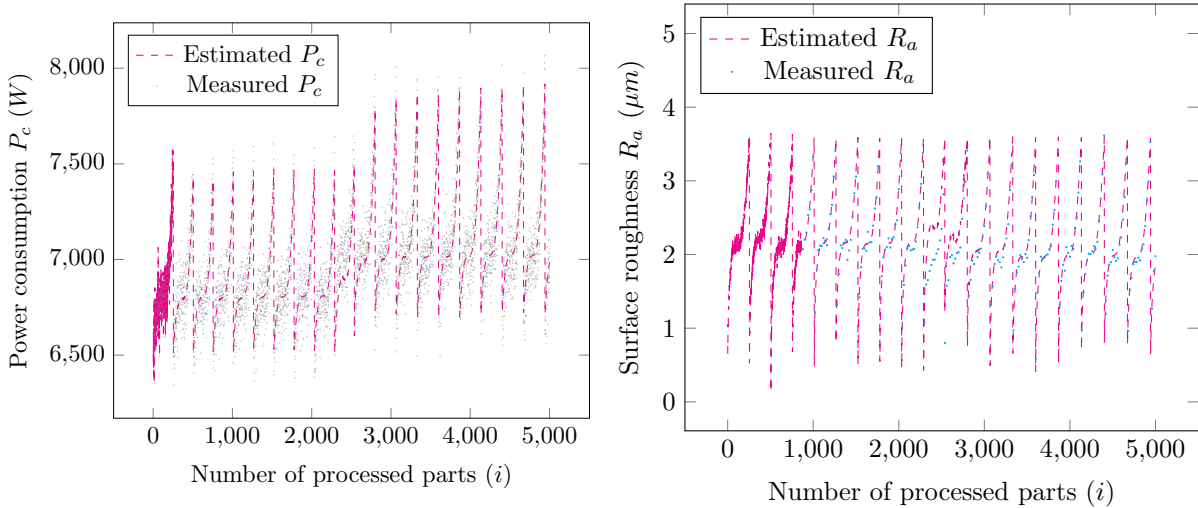 Estimated P_c
Measured P_c
8,000
7,500
7,000
6,500
Power consumption P_c (W)
0
1,000
2,000
3,000
4,000
5,000
Number of processed parts (i)
Estimated R_a
Measured R_a
5
4
3
2
1
0
Surface roughness R_a (μm)
0
1,000
2,000
3,000
4,000
5,000
Number of processed parts (i)